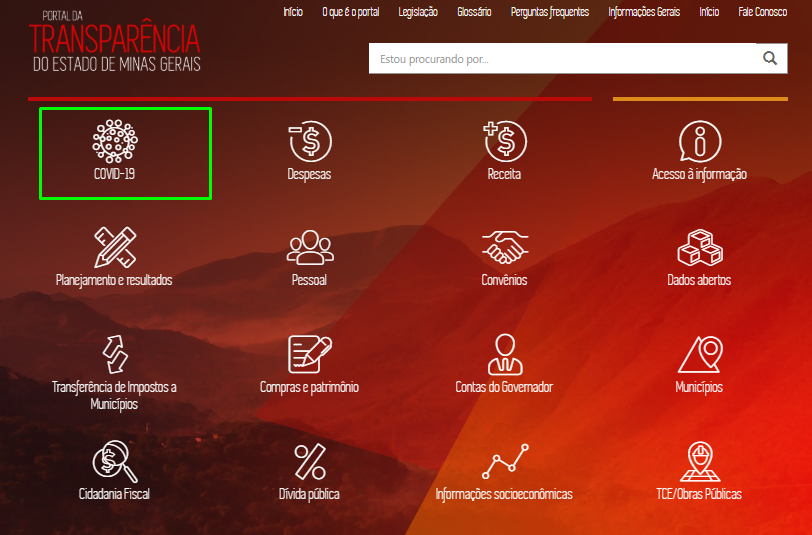 PORTAL DA
TRANSPARÊNCIA
DO ESTADO DE MINAS GERAIS
Início O que é o portal Legislação Glossário Perguntas frequentes Informações Gerais Início Fale Conosco
Estou procurando por...
COVID-19
Despesas
Receita
Acesso à informação
Planejamento e resultados
Pessoal
Convênios
Dados abertos
Transferência de Impostos a
Municípios
Compras e patrimônio
Contas do Governador
Municípios
Cidadania Fiscal
Dívida pública
Informações socioeconômicas
TCE/Obras Públicas